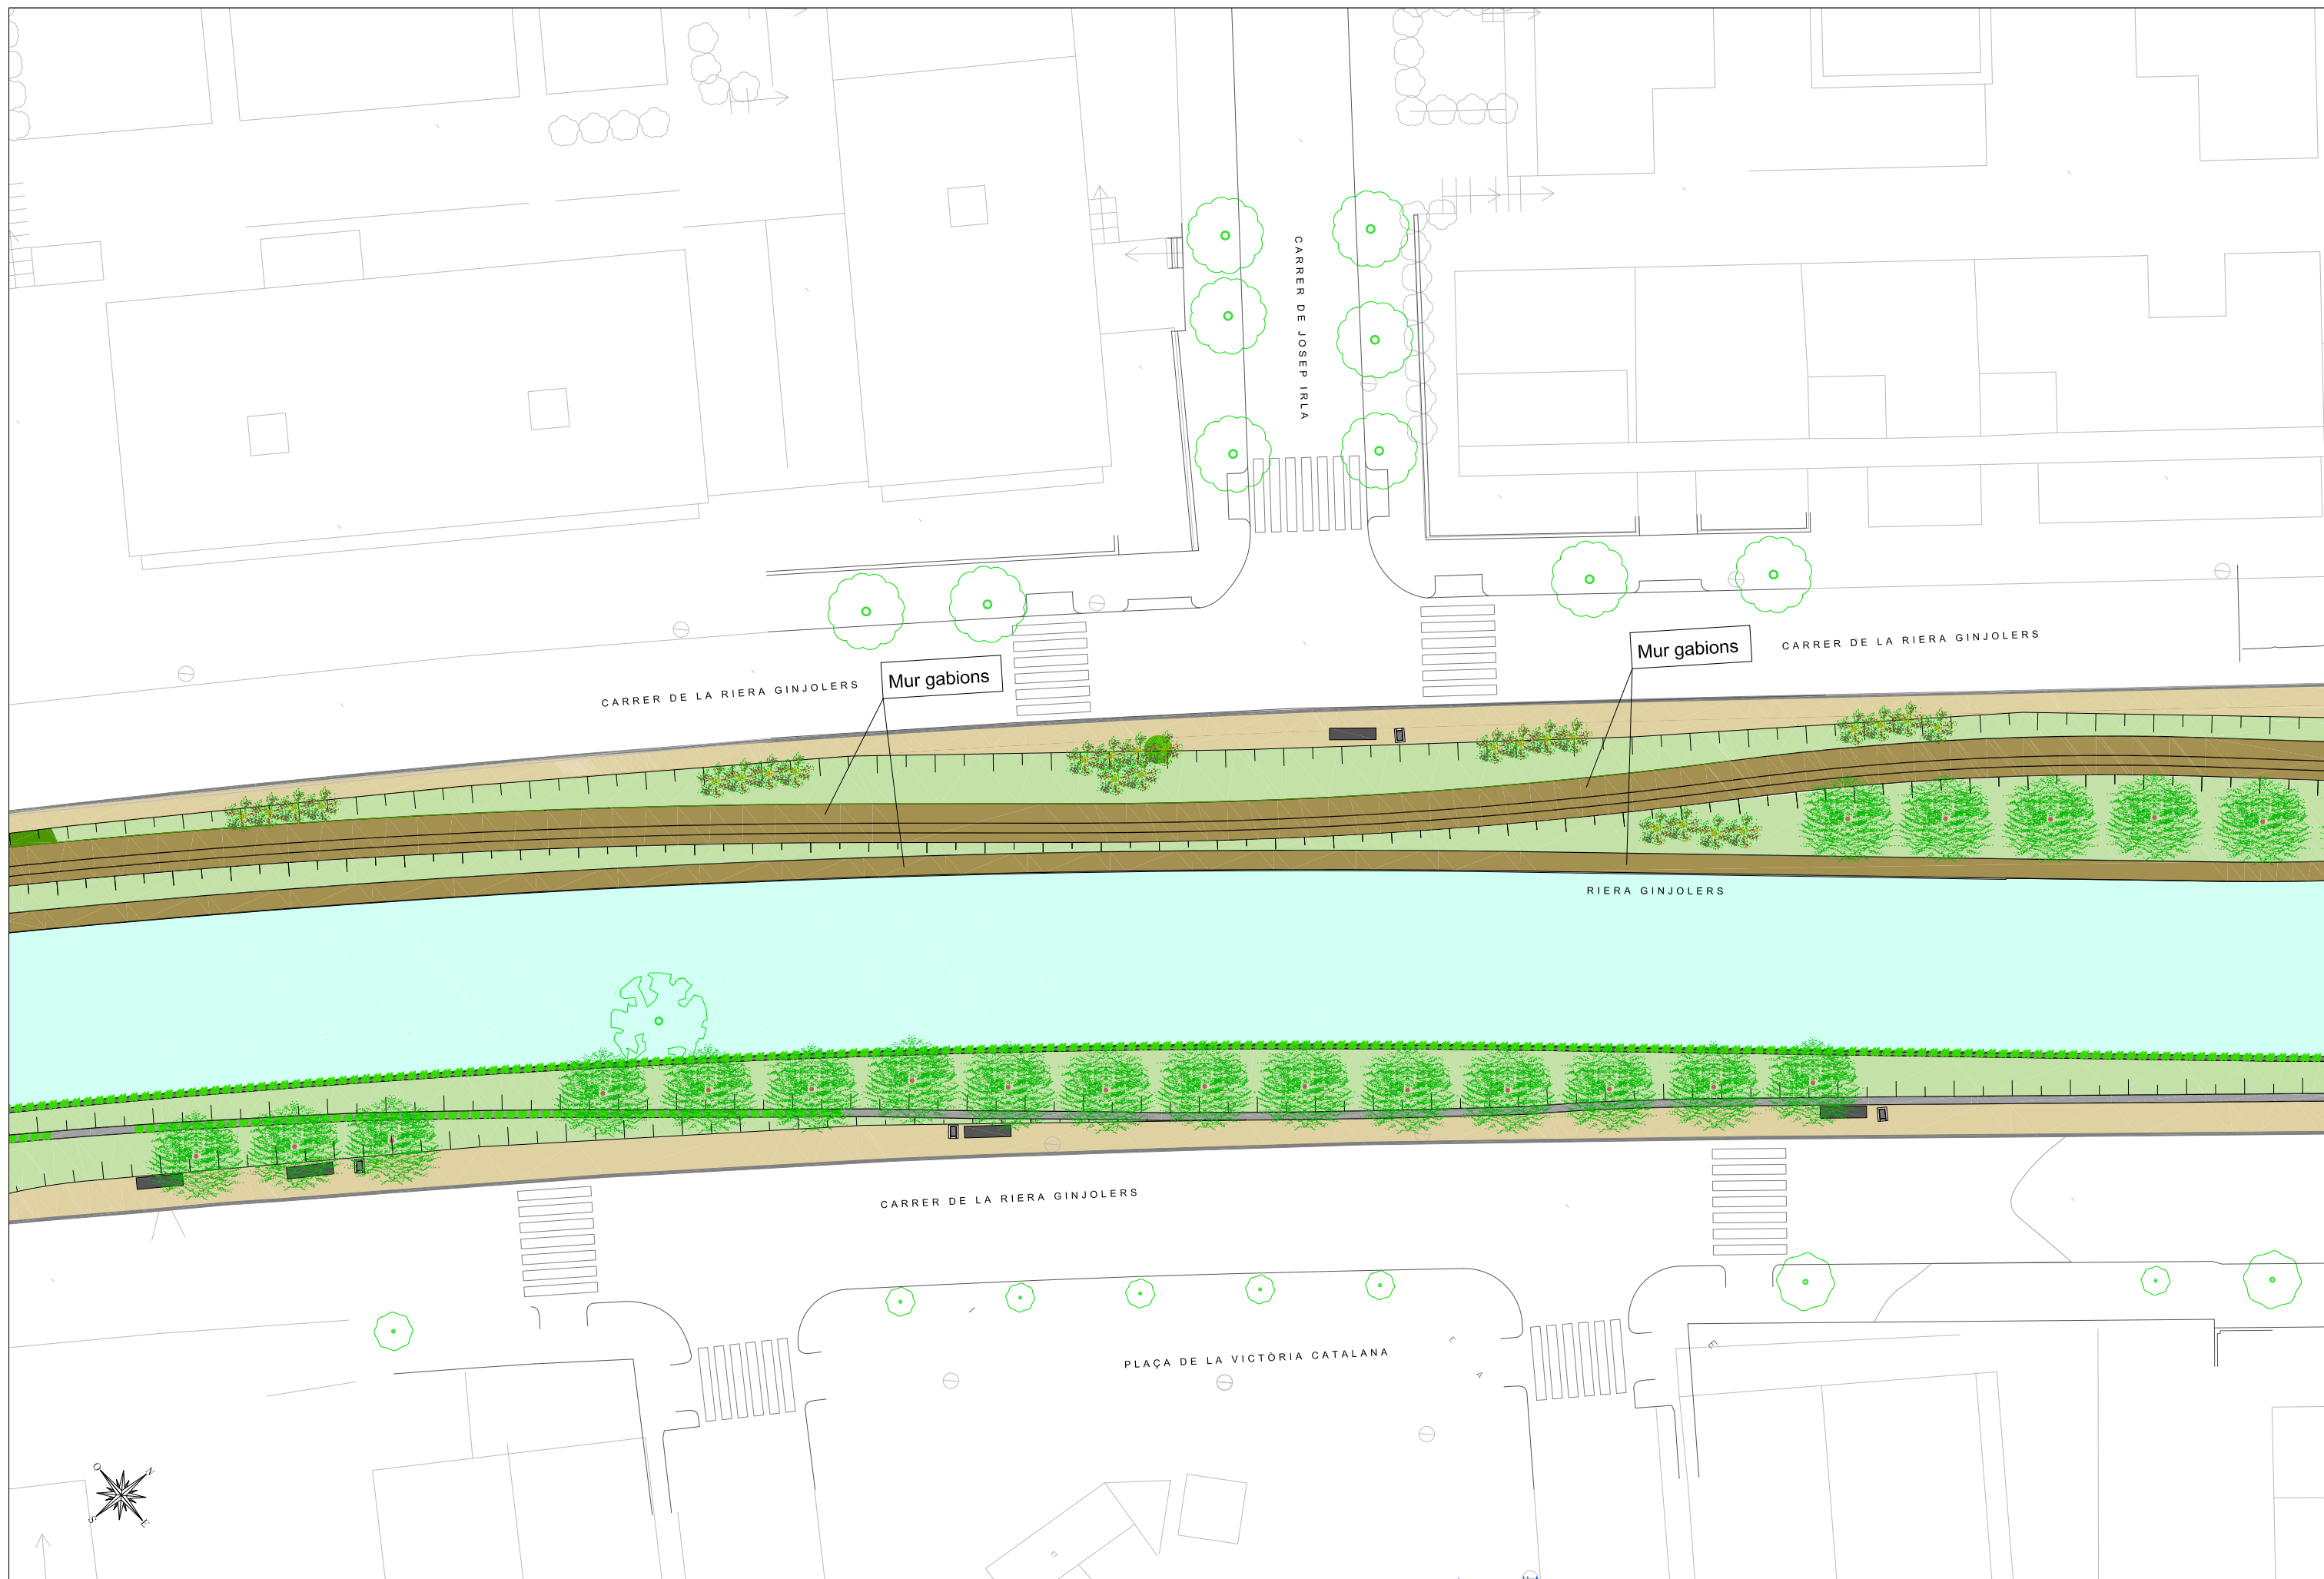 CARRER DE JOSEP IRLA
Mur gabions
CARRER DE LA RIERA GINJOLERS
Mur gabions
CARRER DE LA RIERA GINJOLERS
RIERA GINJOLERS
CARRER DE LA RIERA GINJOLERS
PLAÇA DE LA VICTÒRIA CATALANA
E
A
E
O N
S E
E